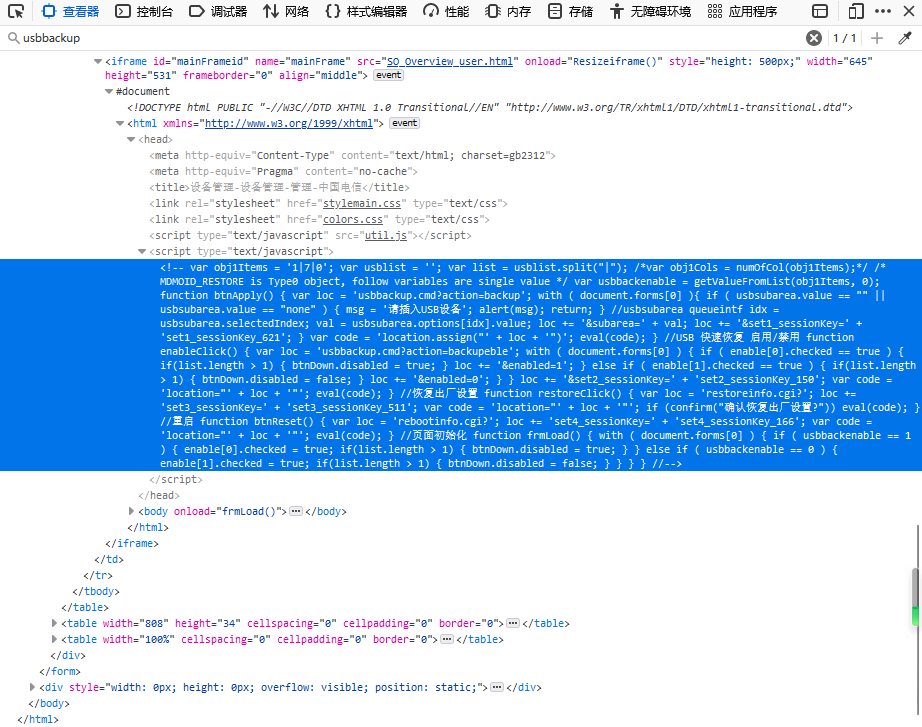 查看器 控制台 调试器 网络 样式编辑器 性能 内存 存储 无障碍环境 应用程序
usbbackup 1 / 1
<iframe id="mainFrameid" name="mainFrame" src="SO_Overview_user.html" onload="Resizeiframe()" style="height: 500px;" width="645"
height="531" frameborder="0" align="middle"> event
#document
<!DOCTYPE html PUBLIC "-//W3C//DTD XHTML 1.0 Transitional//EN" "http://www.w3.org/TR/xhtml1/DTD/xhtml1-transitional.dtd">
<html xmlns="http://www.w3.org/1999/xhtml"> event
<head>
<meta http-equiv="Content-Type" content="text/html; charset=gb2312">
<meta http-equiv="Pragma" content="no-cache">
<title>设备管理-设备管理-管理-中国电信</title>
<link rel="stylesheet" href="stylemain.css" type="text/css">
<link rel="stylesheet" href="colors.css" type="text/css">
<script type="text/javascript" src="util.js"></script>
<script type="text/javascript">
<!-- var obj1Items = '1|7|0'; var usblist = ''; var list = usblist.split("|"); /*var obj1Cols = numOfCol(obj1Items);*/ /*
MDMOID_RESTORE is Type0 object, follow variables are single value */ var usbbackenable = getValueFromList(obj1Items, 0);
function btnApply() { var loc = 'usbbackup.cmd?action=backup'; with ( document.forms[0] ){ if ( usbsubarea.value == "" ||
usbsubarea.value == "none" ) { msg = '请插入USB设备'; alert(msg); return; } //usbsubarea queueintf idx =
usbsubarea.selectedIndex; val = usbsubarea.options[idx].value; loc += '&subarea=' + val; loc += '&set1_sessionKey=' +
'set1_sessionKey_621'; } var code = 'location.assign("' + loc + '")'; eval(code); } //USB 快速恢复 启用/禁用 function
enableClick() { var loc = 'usbbackup.cmd?action=backupeble'; with ( document.forms[0] ) { if ( enable[0].checked == true ) {
if(list.length > 1) { btnDown.disabled = true; } loc += '&enabled=1'; } else if ( enable[1].checked == true ) { if(list.length
> 1) { btnDown.disabled = false; } loc += '&enabled=0'; } } loc += '&set2_sessionKey=' + 'set2_sessionKey_150'; var code =
'location="' + loc + '"'; eval(code); } //恢复出厂设置 function restoreClick() { var loc = 'restoreinfo.cgi?'; loc +=
'set3_sessionKey=' + 'set3_sessionKey_511'; var code = 'location="' + loc + '"'; if (confirm("确认恢复出厂设置?")) eval(code); }
//重启 function btnReset() { var loc = 'rebootinfo.cgi?'; loc += 'set4_sessionKey=' + 'set4_sessionKey_166'; var code =
'location="' + loc + '"'; eval(code); } //页面初始化 function frmLoad() { with ( document.forms[0] ) { if ( usbbackenable == 1
) { enable[0].checked = true; if(list.length > 1) { btnDown.disabled = true; } } else if ( usbbackenable == 0 ) {
enable[1].checked = true; if(list.length > 1) { btnDown.disabled = false; } } } } //-->
</script>
</head>
<body onload="frmLoad()"> ••• </body>
</html>
</iframe>
</td>
</tr>
</tbody>
</table>
<table width="808" height="34" cellspacing="0" cellpadding="0" border="0"> ••• </table>
<table width="100%" cellspacing="0" cellpadding="0" border="0"> ••• </table>
</div>
</form>
<div style="width: 0px; height: 0px; overflow: visible; position: static;"> ••• </div>
</body>
</html>